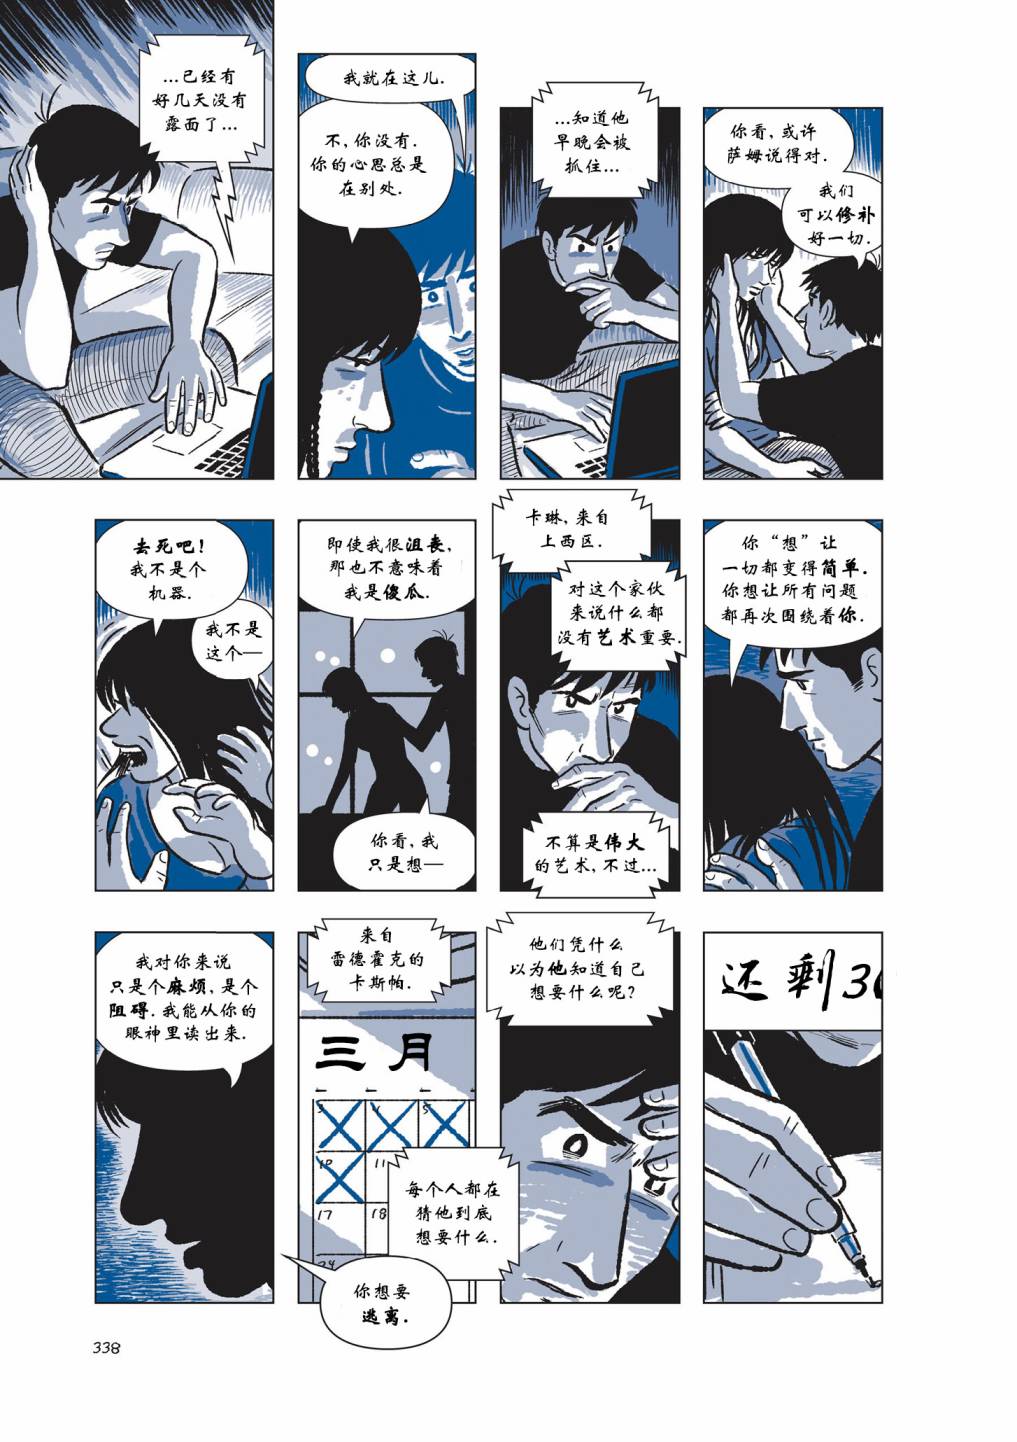 …已经有
好几天没有
露面了…
我就在这儿.
不,你没有.
你的心思总是
在别处.
…知道他
早晚会被
抓住…
你看,或许
萨姆说得对.
我们
可以修补
好一切.
去死吧!
我不是个
机器.
我不是
这个—
即使我很沮丧,
那也不意味着
我是傻瓜.
你看,我
只是想—
卡琳,来自
上西区.
对这个家伙
来说什么都
没有艺术重要.
不算是伟大
的艺术,不过…
你“想”让
一切都变得简单.
你想让所有问题
都再次围绕着你.
我对你来说
只是个麻烦,是个
阻碍.我能从你的
眼神里读出来.
来自
雷德霍克的
卡斯帕.
三月
3 4 5
10 11
17 18
24
你想要
逃离.
他们凭什么
以为他知道自己
想要什么呢?
每个人都在
猜他到底
想要什么.
还剩30
338